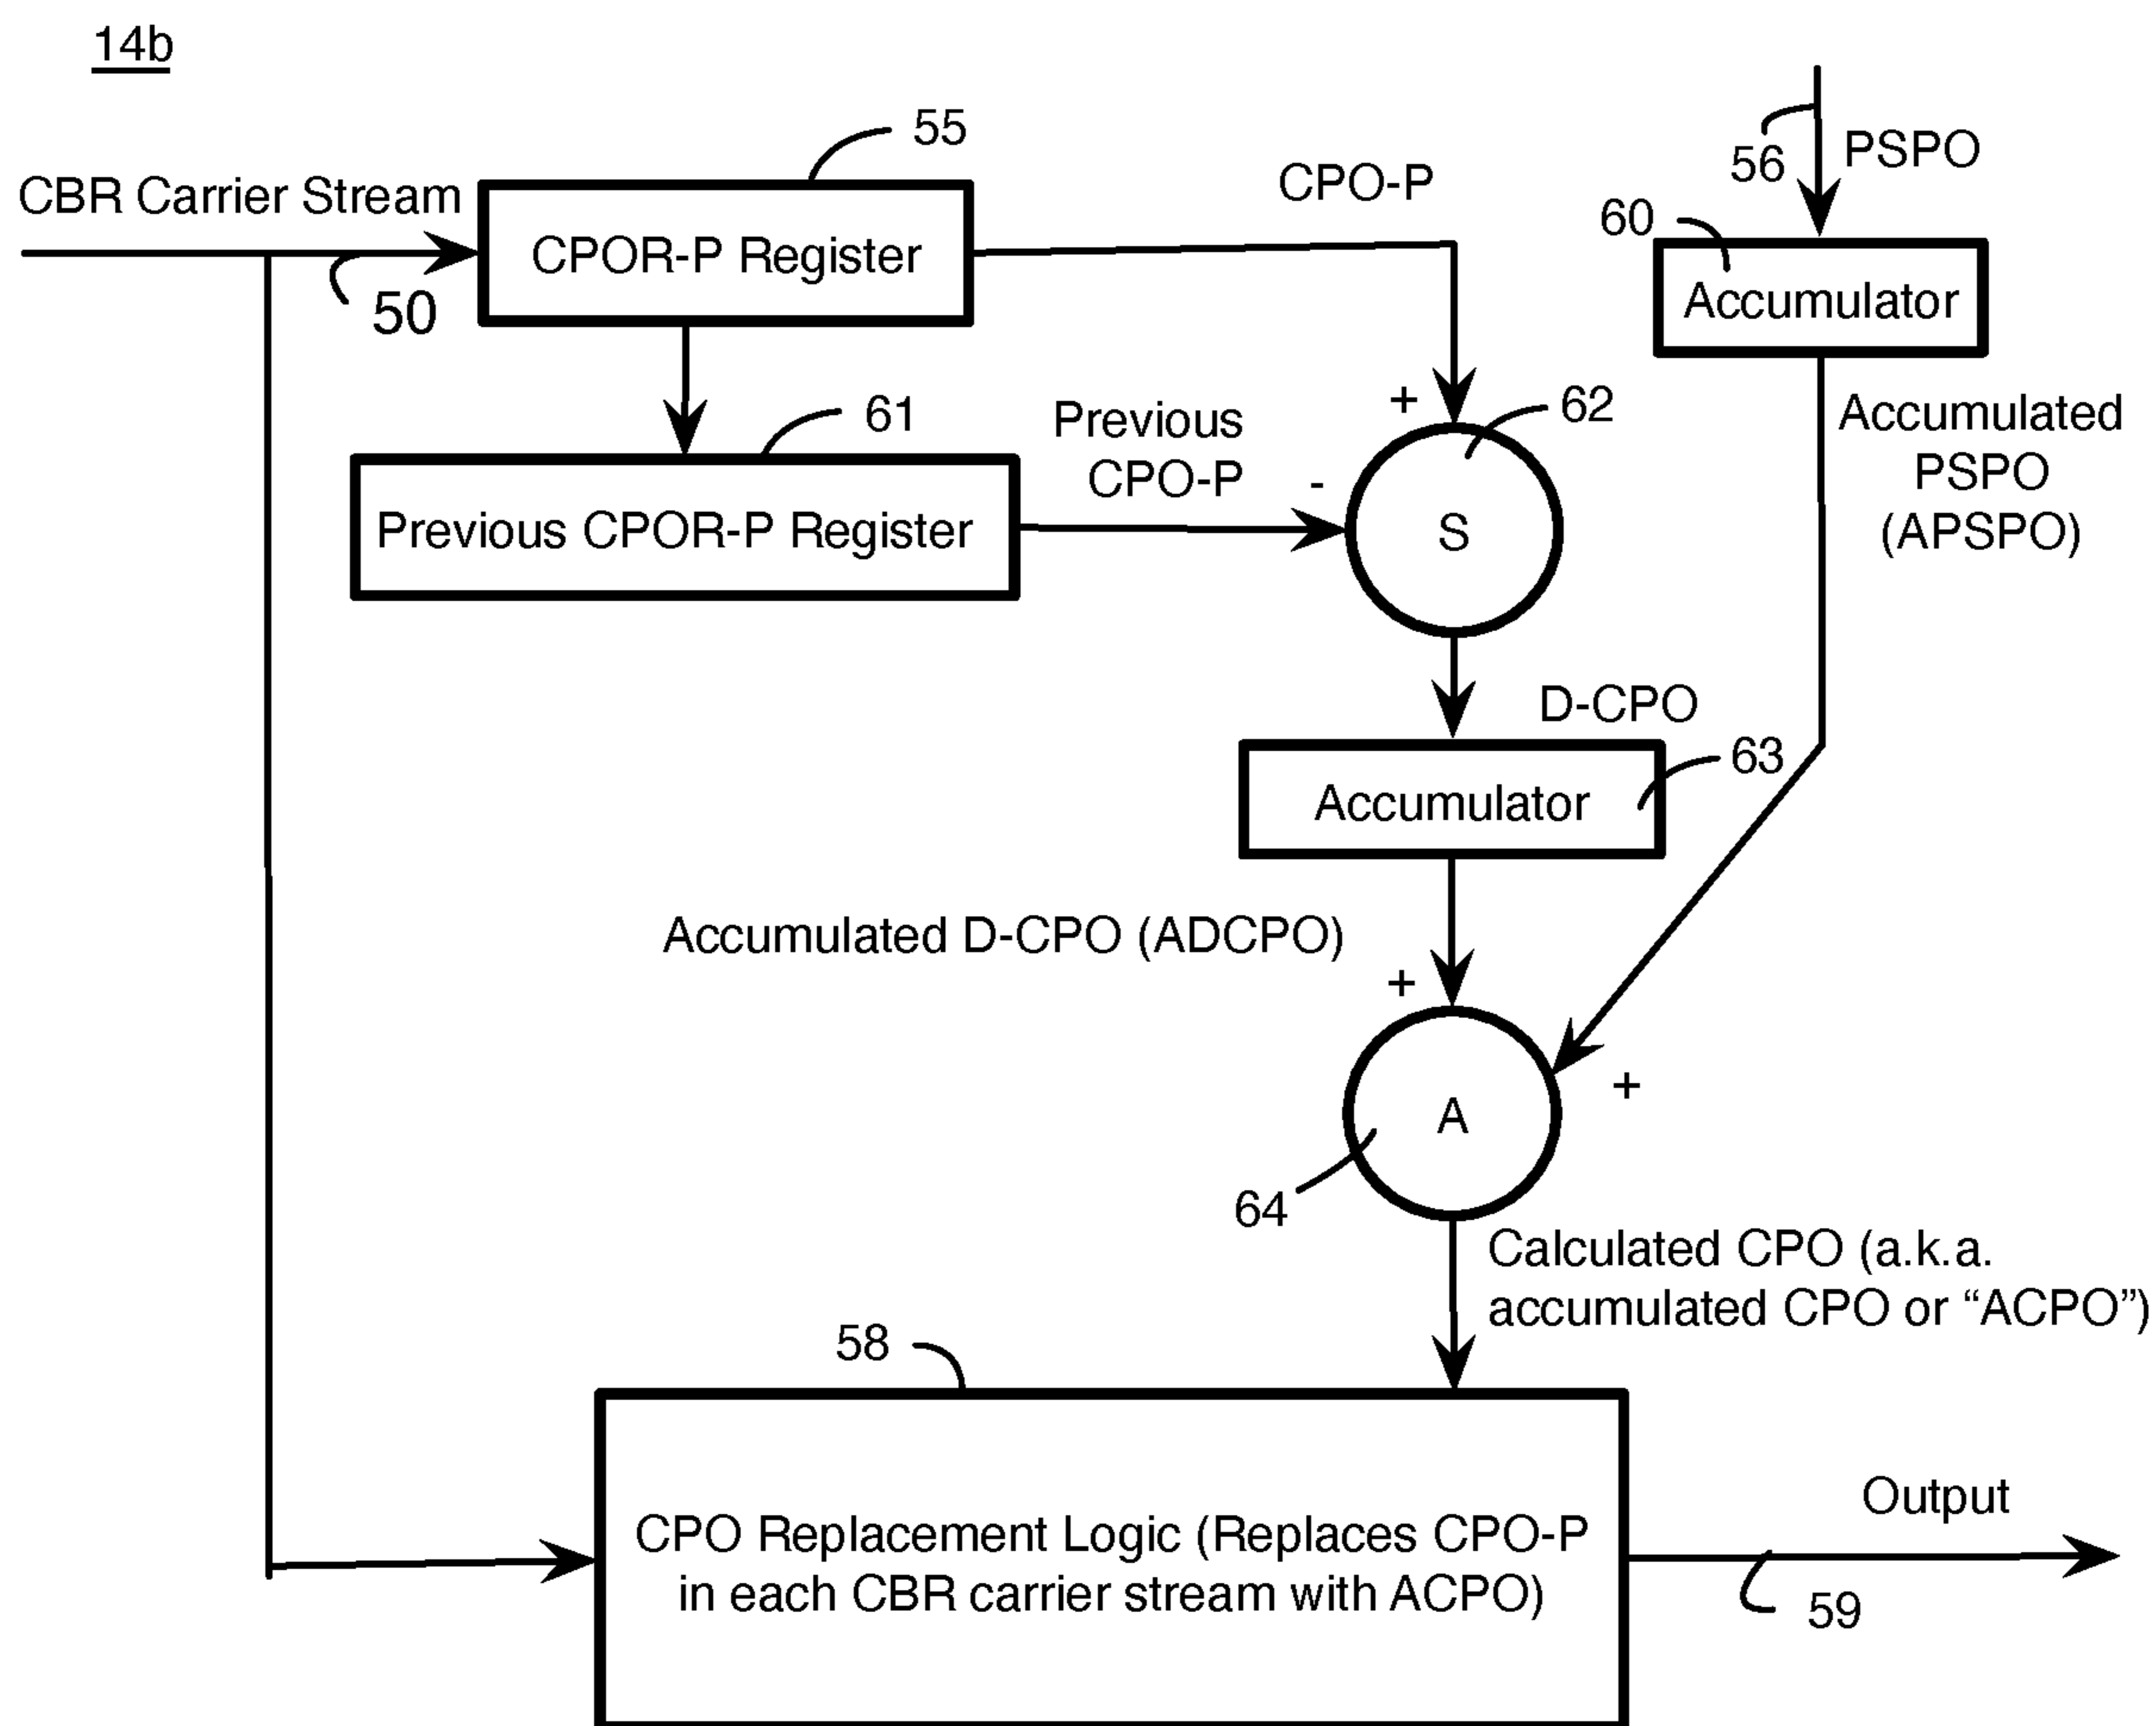 14b
55
CBR Carrier Stream
CPOR-P Register
50
CPO-P
56
PSPO
60
Accumulator
61
Previous
CPO-P
-
+
62
Previous CPOR-P Register
S
Accumulated
PSPO
(APSPO)
D-CPO
63
Accumulator
Accumulated D-CPO (ADCPO)
+
+
A
64
Calculated CPO (a.k.a.
accumulated CPO or “ACPO”)
58
CPO Replacement Logic (Replaces CPO-P
in each CBR carrier stream with ACPO)
Output
59